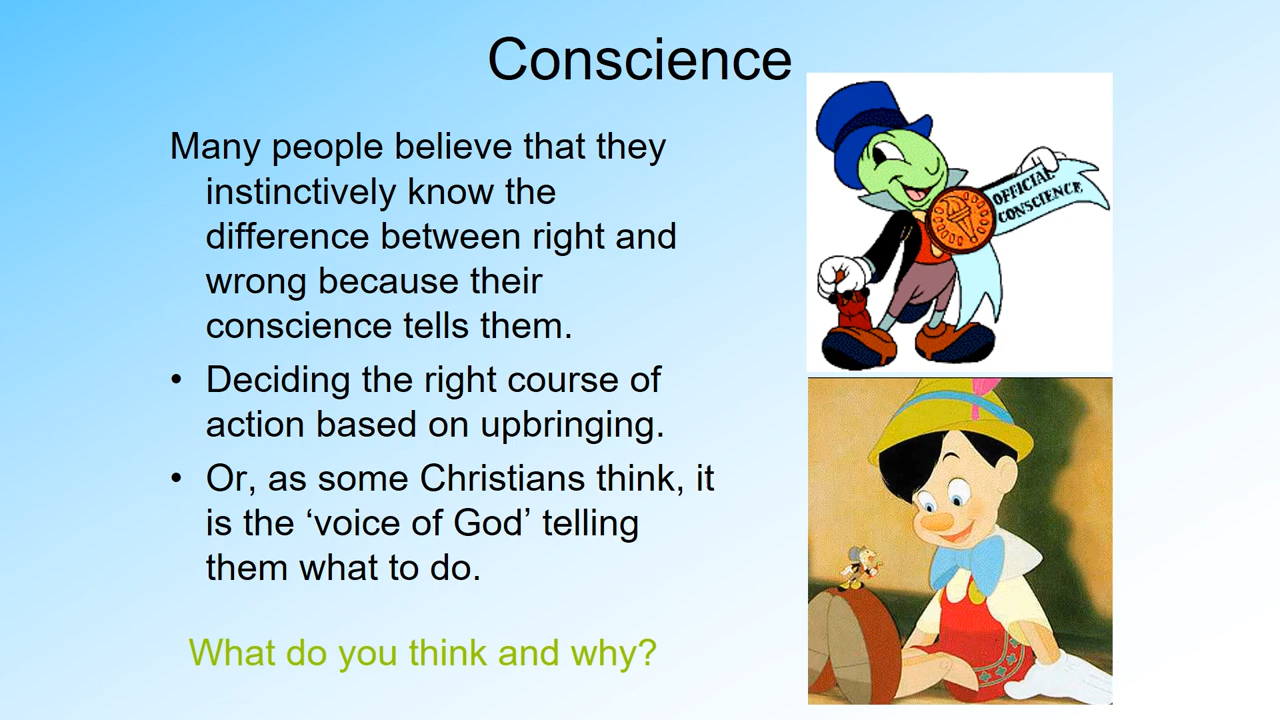 Conscience
Many people believe that they
instinctively know the
difference between right and
wrong because their
conscience tells them.
• Deciding the right course of
action based on upbringing.
• Or, as some Christians think, it
is the ‘voice of God’ telling
them what to do.
What do you think and why?
OFFICIAL
CONSCIENCE